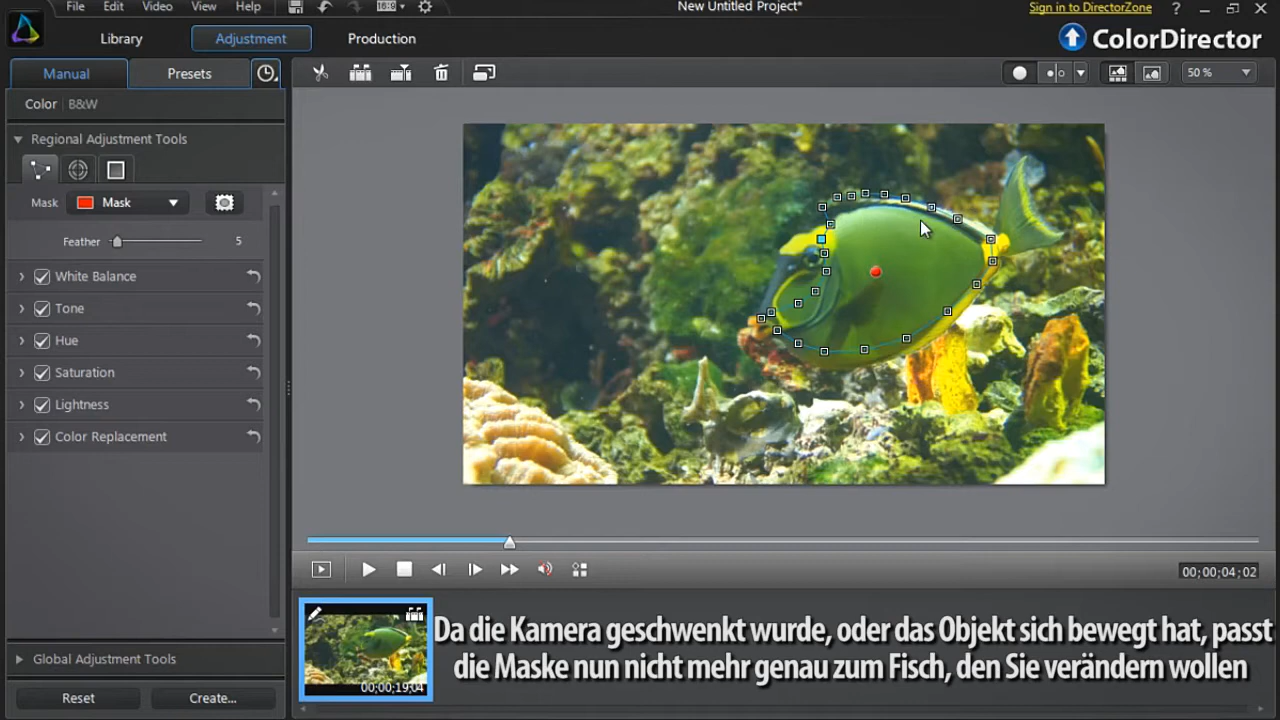 File Edit Video View Help
16:9
New Untitled Project*
Sign in to DirectorZone
?
Library
Adjustment
Production
ColorDirector
Manual
Presets
50 %
Color B&W
Regional Adjustment Tools
Mask
Mask
Feather
5
White Balance
Tone
Hue
Saturation
Lightness
Color Replacement
00;00;04;02
Da die Kamera geschwenkt wurde, oder das Objekt sich bewegt hat, passt
die Maske nun nicht mehr genau zum Fisch, den Sie verändern wollen
00;00;19;04
Global Adjustment Tools
Reset
Create...